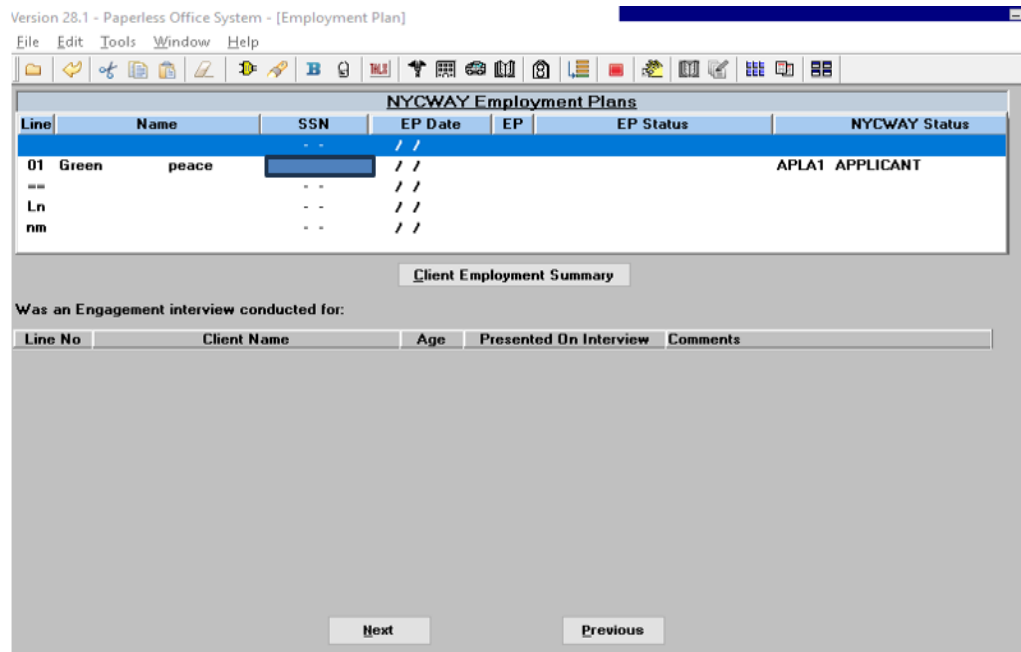 Version 28.1 - Paperless Office System - [Employment Plan]
File Edit Tools Window Help
NYCWAY Employment Plans
Line Name SSN EP Date EP EP Status NYCWAY Status
- - / /
01 Green peace / / APLA1 APPLICANT
== - - / /
Ln - - / /
nm - - / /
Client Employment Summary
Was an Engagement interview conducted for:
Line No Client Name Age Presented On Interview Comments
Next Previous